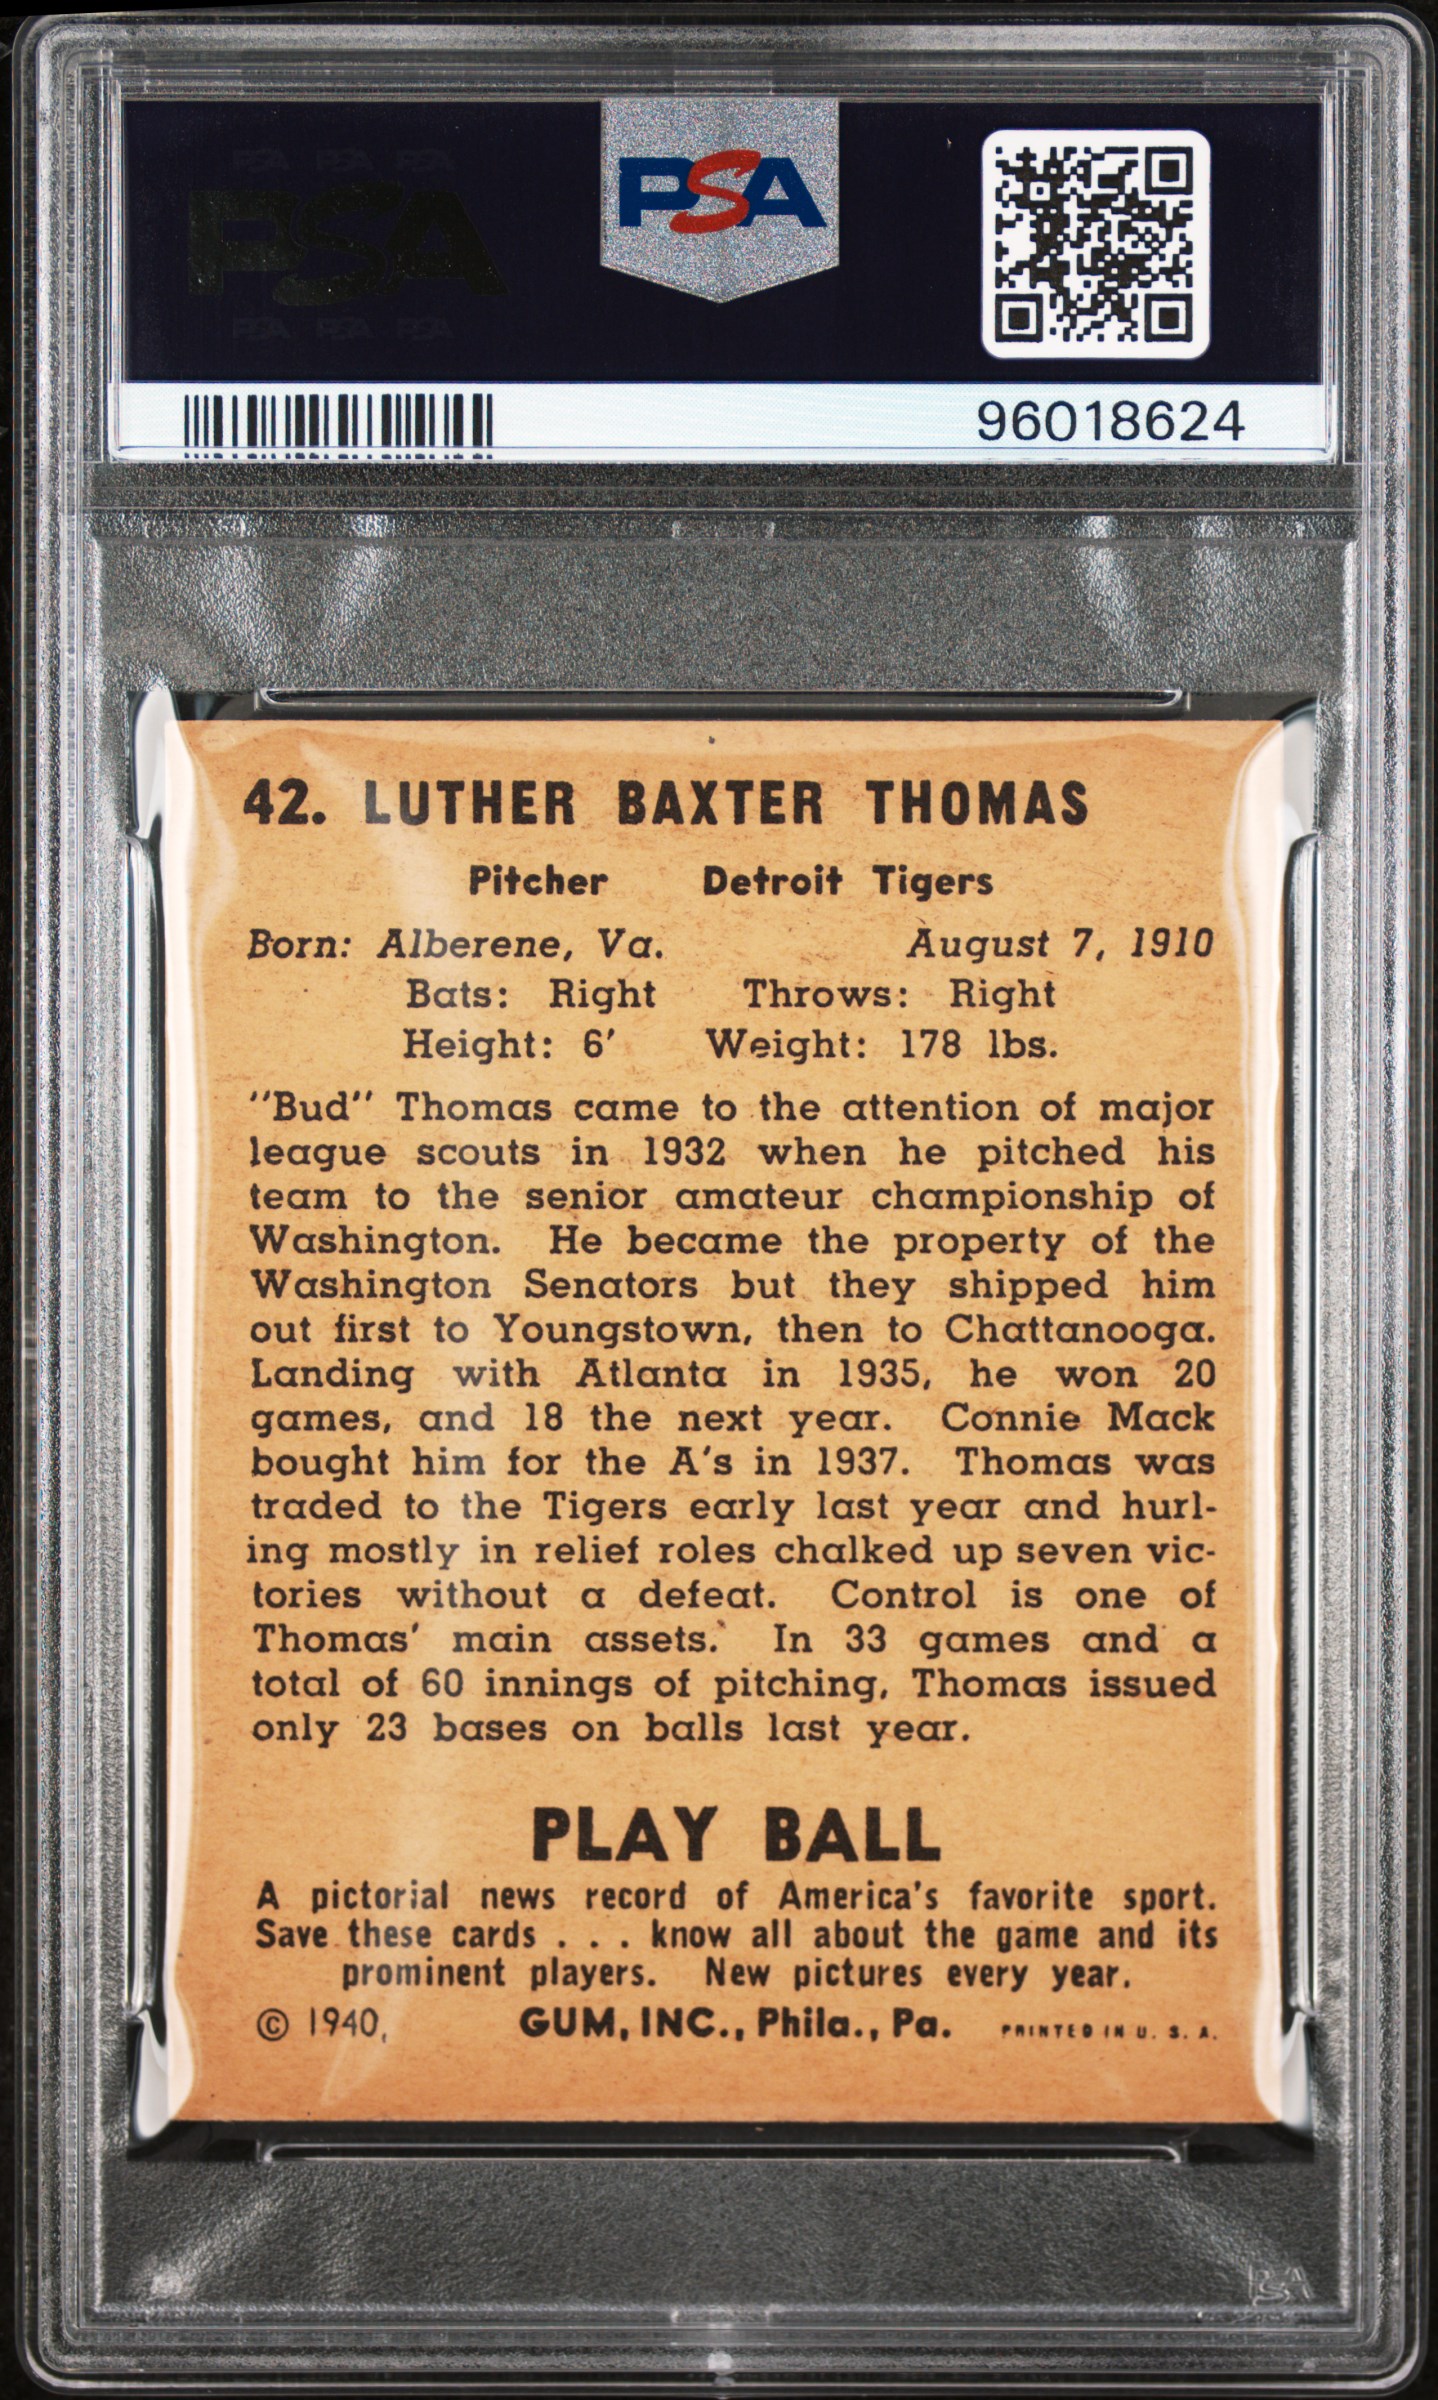 PSA PSA PSA
PSA
PSA PSA PSA
PSA
96018624
42. LUTHER BAXTER THOMAS
Pitcher Detroit Tigers
Born: Alberene, Va. August 7, 1910
Bats: Right Throws: Right
Height: 6' Weight: 178 lbs.
"Bud" Thomas came to the attention of major
league scouts in 1932 when he pitched his
team to the senior amateur championship of
Washington. He became the property of the
Washington Senators but they shipped him
out first to Youngstown, then to Chattanooga.
Landing with Atlanta in 1935, he won 20
games, and 18 the next year. Connie Mack
bought him for the A's in 1937. Thomas was
traded to the Tigers early last year and hurl-
ing mostly in relief roles chalked up seven vic-
tories without a defeat. Control is one of
Thomas' main assets. In 33 games and a
total of 60 innings of pitching, Thomas issued
only 23 bases on balls last year.
PLAY BALL
A pictorial news record of America's favorite sport.
Save these cards . . . know all about the game and its
prominent players. New pictures every year.
© 1940, GUM, INC., Phila., Pa. PRINTED IN U. S. A.
PSA